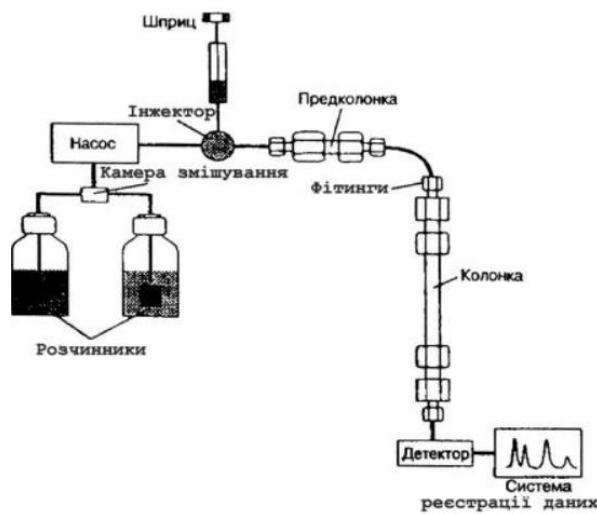 Шприц
Інжектор
Предколонка
Насос
Камера змішування
Фітинги
Колонка
Розчинники
Детектор
Система
реєстрації даних